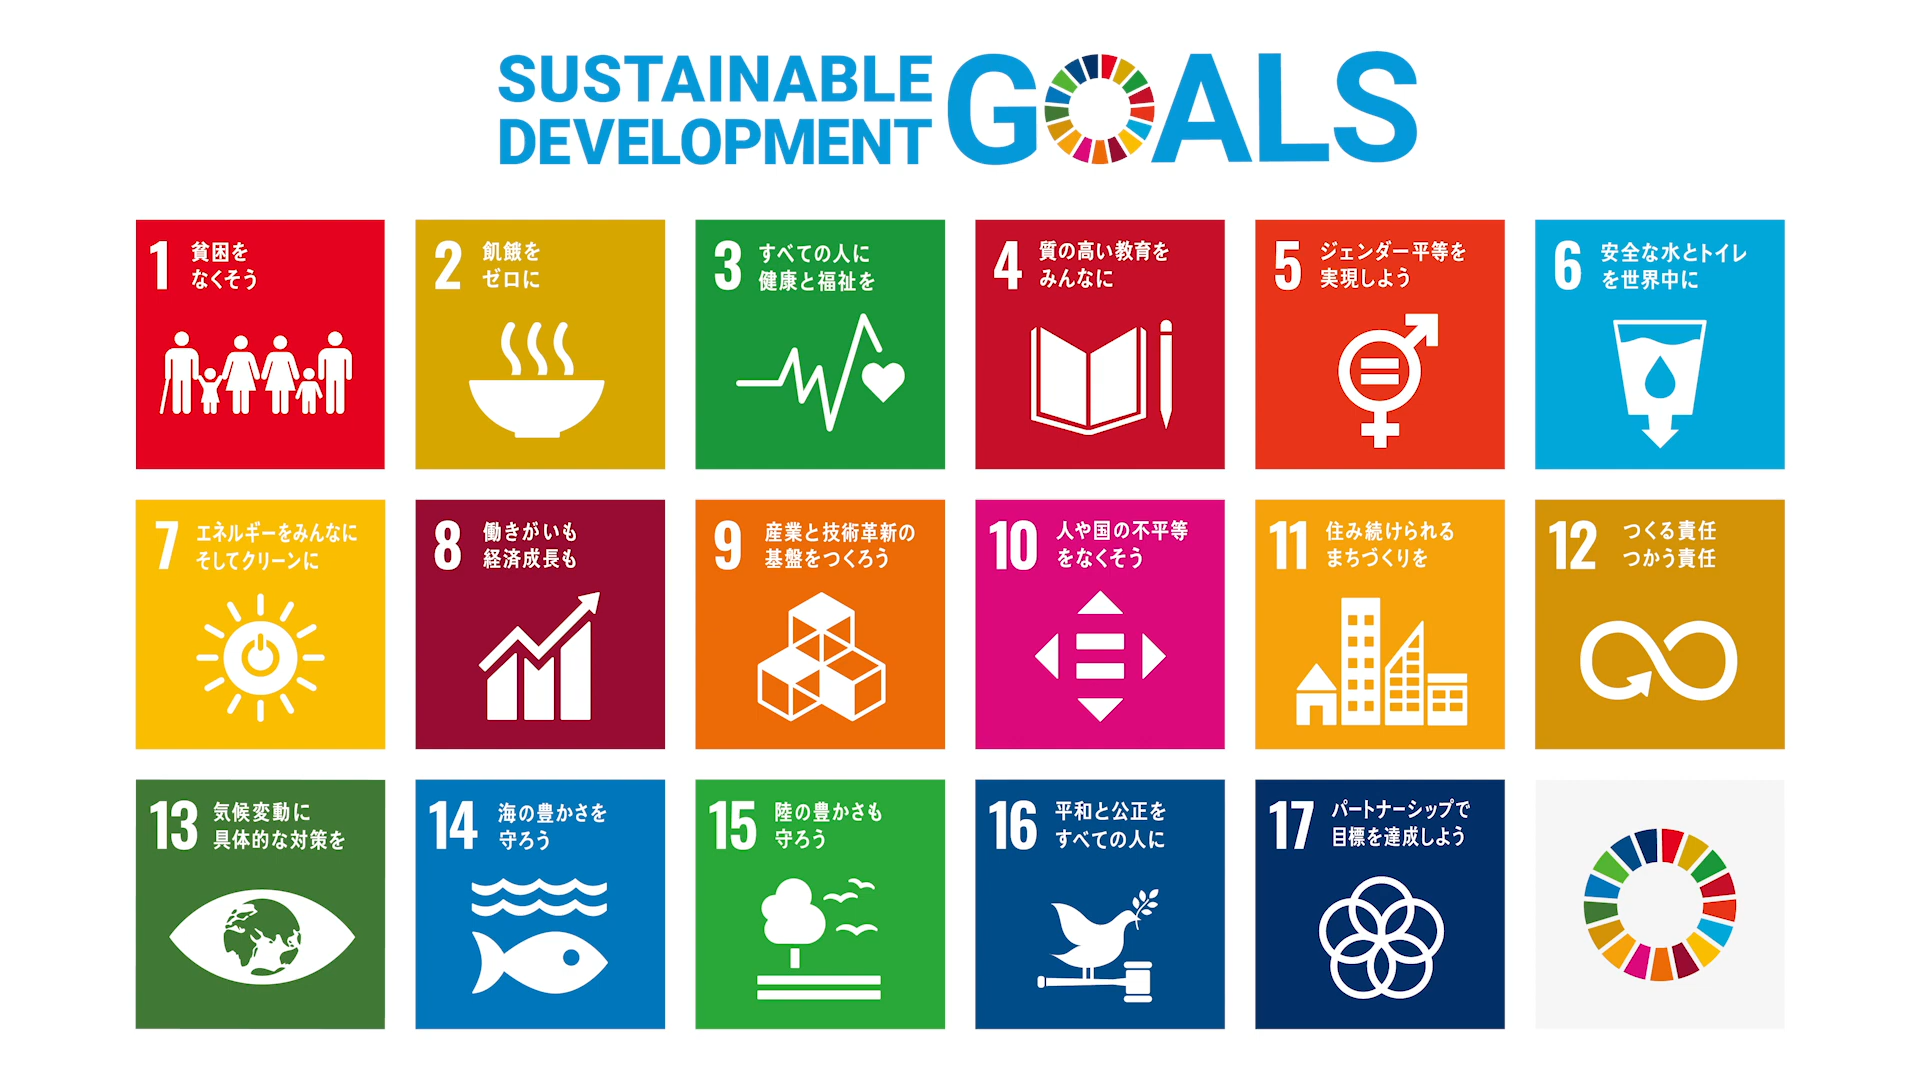 SUSTAINABLE
DEVELOPMENT
GOALS
1
貧困を
なくそう
2
飢餓を
ゼロに
3
すべての人に
健康と福祉を
4
質の高い教育を
みんなに
5
ジェンダー平等を
実現しよう
6
安全な水とトイレ
を世界中に
7
エネルギーをみんなに
そしてクリーンに
8
働きがいも
経済成長も
9
産業と技術革新の
基盤をつくろう
10
人や国の不平等
をなくそう
11
住み続けられる
まちづくりを
12
つくる責任
つかう責任
13
気候変動に
具体的な対策を
14
海の豊かさを
守ろう
15
陸の豊かさも
守ろう
16
平和と公正を
すべての人に
17
パートナーシップで
目標を達成しよう